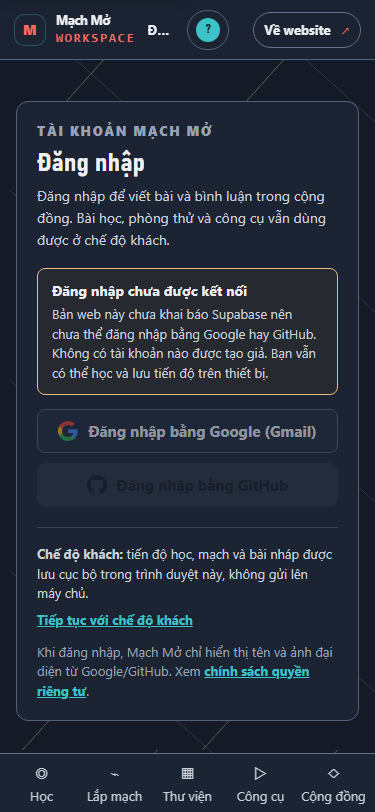 M
Mạch Mở
WORKSPACE
Đ...
?
Về website ↗
TÀI KHOẢN MẠCH MỞ
Đăng nhập
Đăng nhập để viết bài và bình luận trong cộng
đồng. Bài học, phòng thử và công cụ vẫn dùng
được ở chế độ khách.
Đăng nhập chưa được kết nối
Bản web này chưa khai báo Supabase nên
chưa thể đăng nhập bằng Google hay GitHub.
Không có tài khoản nào được tạo giả. Bạn vẫn
có thể học và lưu tiến độ trên thiết bị.
Đăng nhập bằng Google (Gmail)
Đăng nhập bằng GitHub
Chế độ khách: tiến độ học, mạch và bài nháp được
lưu cục bộ trong trình duyệt này, không gửi lên
máy chủ.
Tiếp tục với chế độ khách
Khi đăng nhập, Mạch Mở chỉ hiển thị tên và ảnh đại
diện từ Google/GitHub. Xem chính sách quyền
riêng tư.
Học
Lắp mạch
Thư viện
Công cụ
Cộng đồng